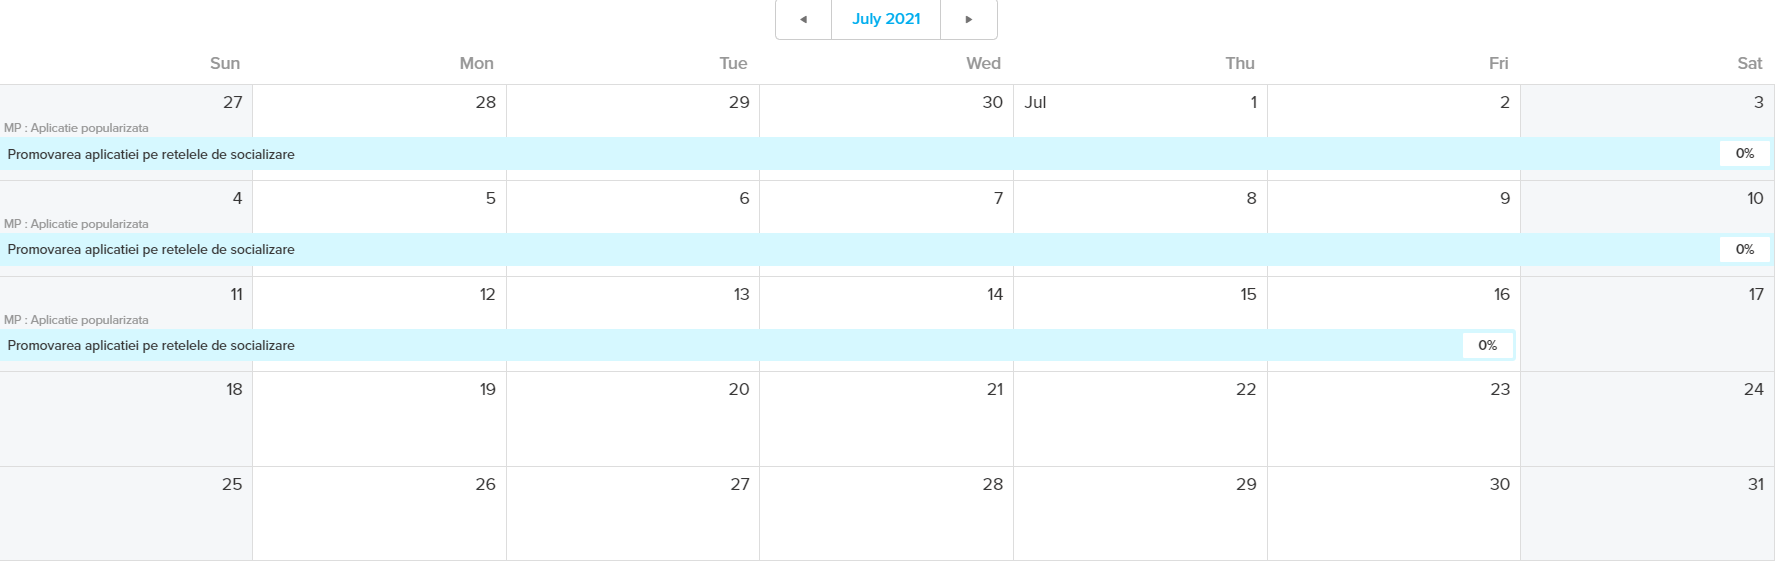 July 2021
Sun Mon Tue Wed Thu Fri Sat
27 28 29 30 Jul 1 2 3
MP : Aplicatie popularizata
Promovarea aplicatiei pe retelele de socializare 0%
4 5 6 7 8 9 10
MP : Aplicatie popularizata
Promovarea aplicatiei pe retelele de socializare 0%
11 12 13 14 15 16 17
MP : Aplicatie popularizata
Promovarea aplicatiei pe retelele de socializare 0%
18 19 20 21 22 23 24
25 26 27 28 29 30 31